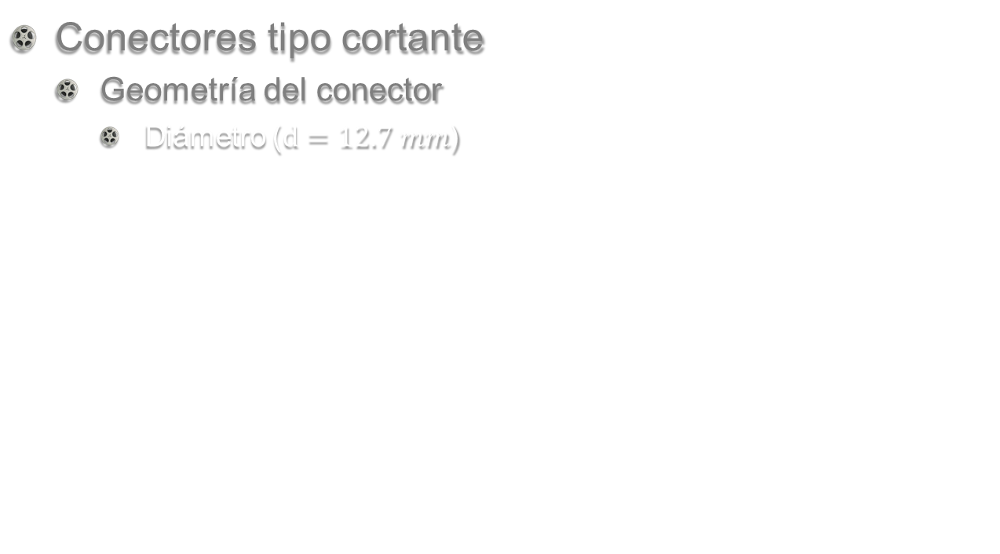 Conectores tipo cortante
Geometría del conector
Diámetro (d = 12.7 mm)